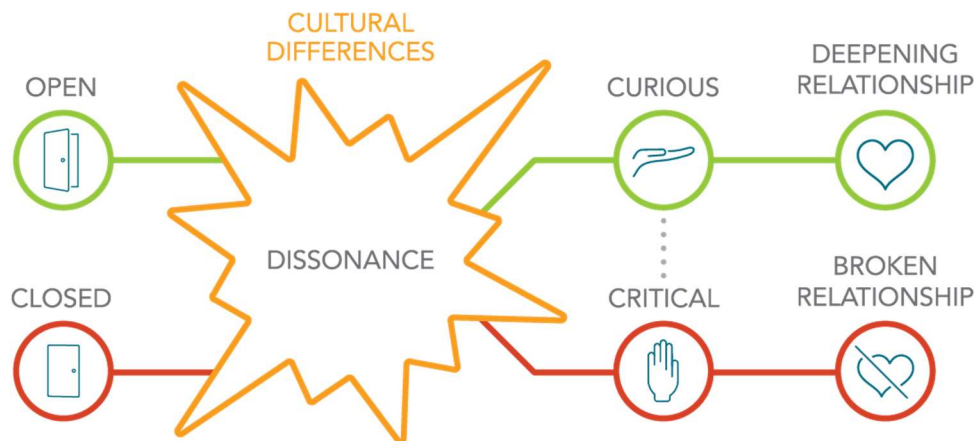 CULTURAL
DIFFERENCES
OPEN
CURIOUS
DEEPENING
RELATIONSHIP
DISSONANCE
CLOSED
CRITICAL
BROKEN
RELATIONSHIP